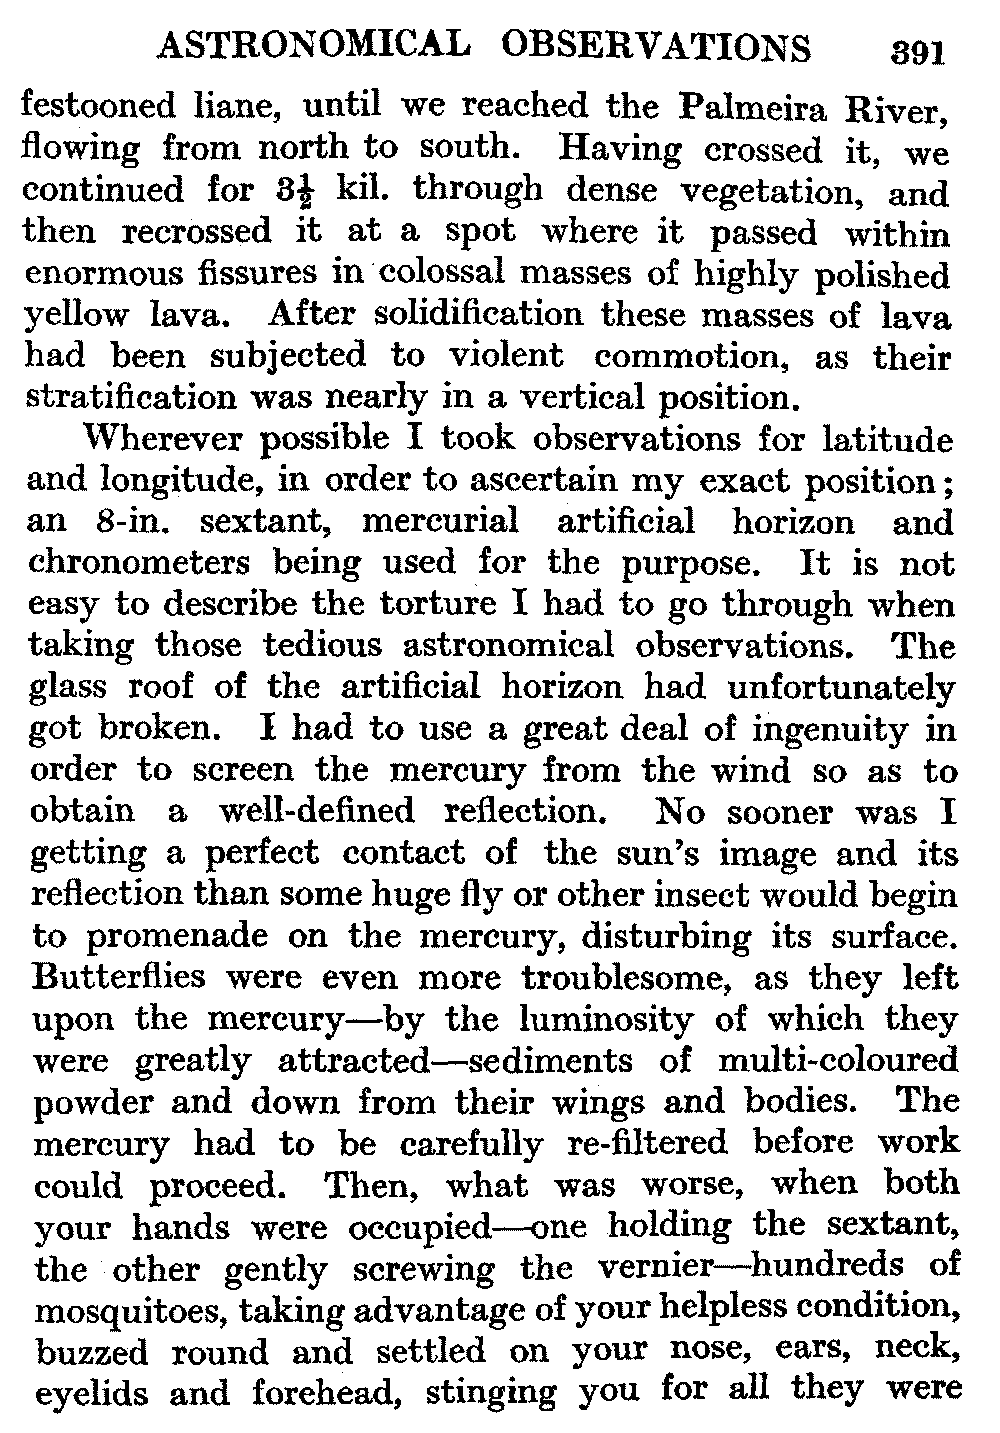 ASTRONOMICAL OBSERVATIONS 391
festooned liane, until we reached the Palmeira River,
flowing from north to south. Having crossed it, we
continued for 3½ kil. through dense vegetation, and
then recrossed it at a spot where it passed within
enormous fissures in colossal masses of highly polished
yellow lava. After solidification these masses of lava
had been subjected to violent commotion, as their
stratification was nearly in a vertical position.
Wherever possible I took observations for latitude
and longitude, in order to ascertain my exact position;
an 8-in. sextant, mercurial artificial horizon and
chronometers being used for the purpose. It is not
easy to describe the torture I had to go through when
taking those tedious astronomical observations. The
glass roof of the artificial horizon had unfortunately
got broken. I had to use a great deal of ingenuity in
order to screen the mercury from the wind so as to
obtain a well-defined reflection. No sooner was I
getting a perfect contact of the sun's image and its
reflection than some huge fly or other insect would begin
to promenade on the mercury, disturbing its surface.
Butterflies were even more troublesome, as they left
upon the mercury—by the luminosity of which they
were greatly attracted—sediments of multi-coloured
powder and down from their wings and bodies. The
mercury had to be carefully re-filtered before work
could proceed. Then, what was worse, when both
your hands were occupied—one holding the sextant,
the other gently screwing the vernier—hundreds of
mosquitoes, taking advantage of your helpless condition,
buzzed round and settled on your nose, ears, neck,
eyelids and forehead, stinging you for all they were